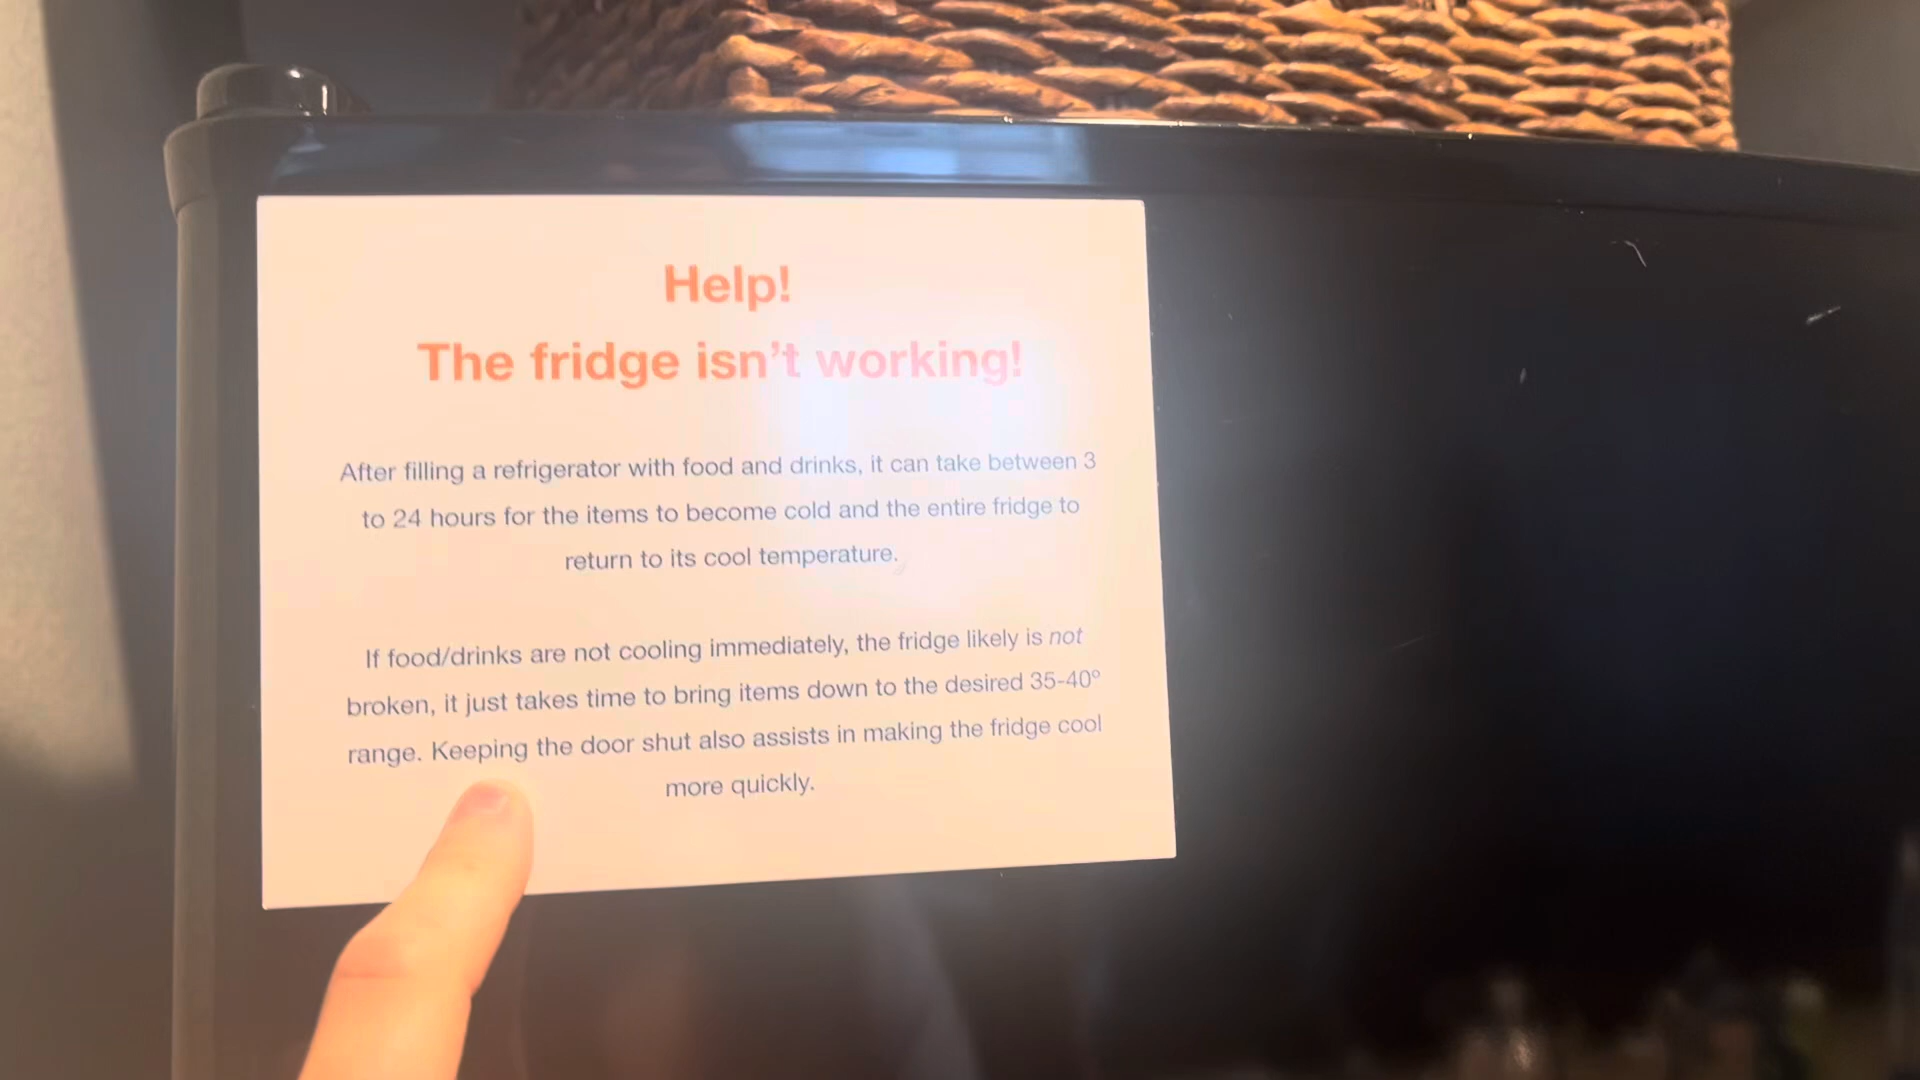 Help!
The fridge isn't working!
After filling a refrigerator with food and drinks, it can take between 3
to 24 hours for the items to become cold and the entire fridge to
return to its cool temperature.
If food/drinks are not cooling immediately, the fridge likely is not
broken, it just takes time to bring items down to the desired 35-40º
range. Keeping the door shut also assists in making the fridge cool
more quickly.